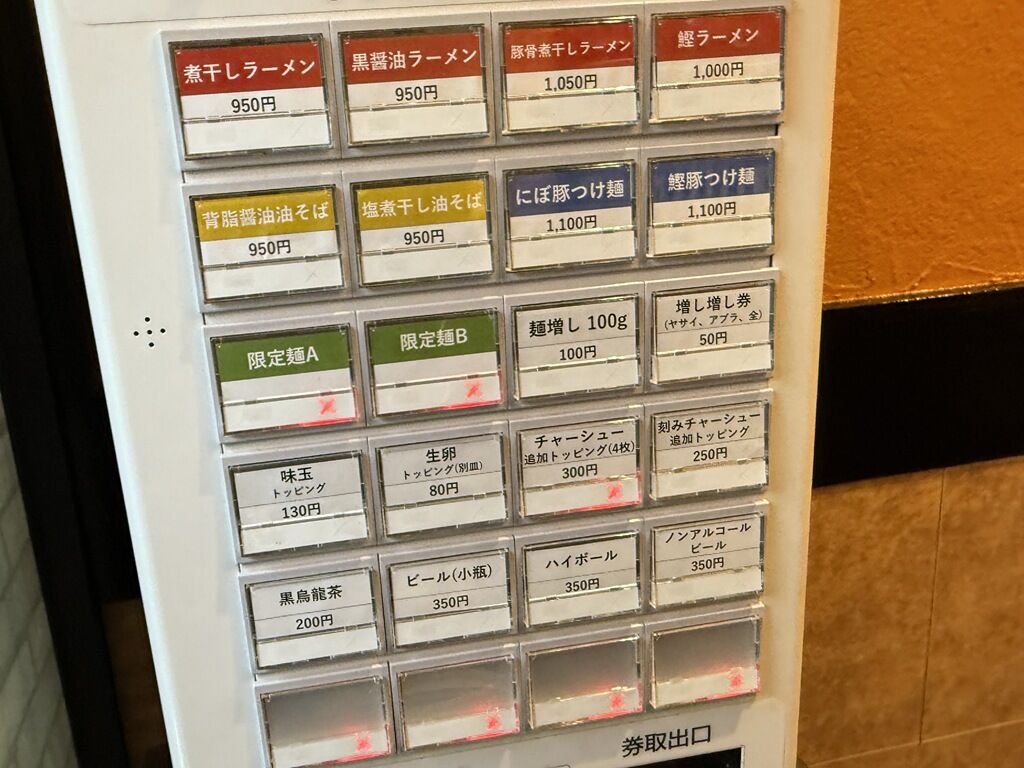 煮干しラーメン
950円
黒醤油ラーメン
950円
豚骨煮干しラーメン
1,050円
鰹ラーメン
1,000円
背脂醤油油そば
950円
塩煮干し油そば
950円
にぼ豚つけ麺
1,100円
鰹豚つけ麺
1,100円
限定麺A
限定麺B
麺増し 100g
100円
増し増し券
(ヤサイ、アブラ、全)
50円
味玉
トッピング
130円
生卵
トッピング(別皿)
80円
チャーシュー
追加トッピング(4枚)
300円
刻みチャーシュー
追加トッピング
250円
黒烏龍茶
200円
ビール(小瓶)
350円
ハイボール
350円
ノンアルコール
ビール
350円
券取出口